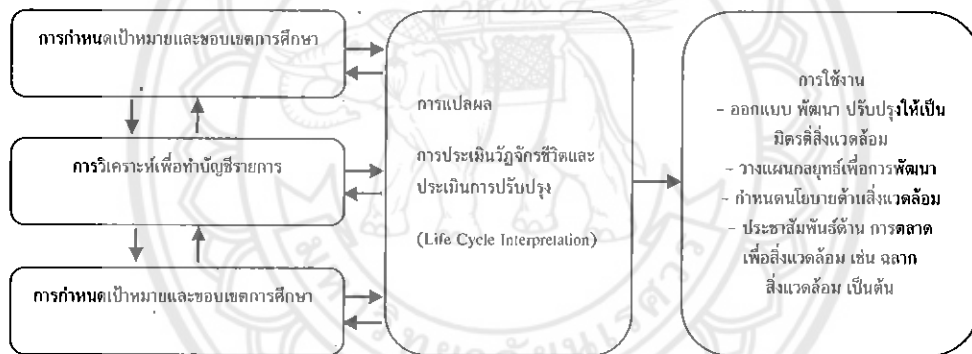 การกำหนดเป้าหมายและขอบเขตการศึกษา
การวิเคราะห์เพื่อทำบัญชีรายการ
การกำหนดเป้าหมายและขอบเขตการศึกษา
การแปลผล
การประเมินวัฏจักรชีวิตและ
ประเมินการปรับปรุง
(Life Cycle Interpretation)
การใช้งาน
- ออกแบบ พัฒนา ปรับปรุงให้เป็น
มิตรต่สิ่งแวดล้อม
- วางแผนกลยุทธ์เพื่อการพัฒนา
- กำหนดนโยบายด้านสิ่งแวดล้อม
- ประชาสัมพันธ์ด้าน การตลาด
เพื่อสิ่งแวดล้อม เช่น ฉลาก
สิ่งแวดล้อม เป็นต้น